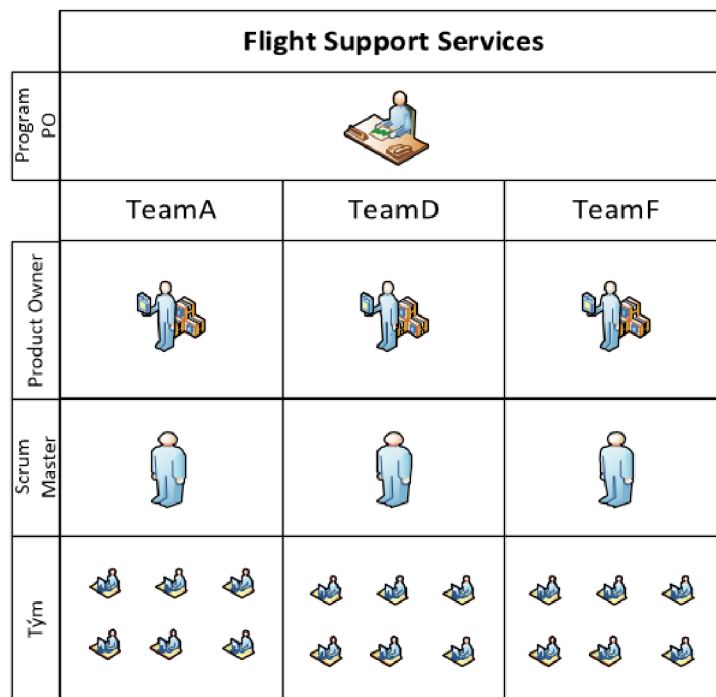 Flight Support Services
Program
PO
TeamA
TeamD
TeamF
Product Owner
Scrum
Master
Tým